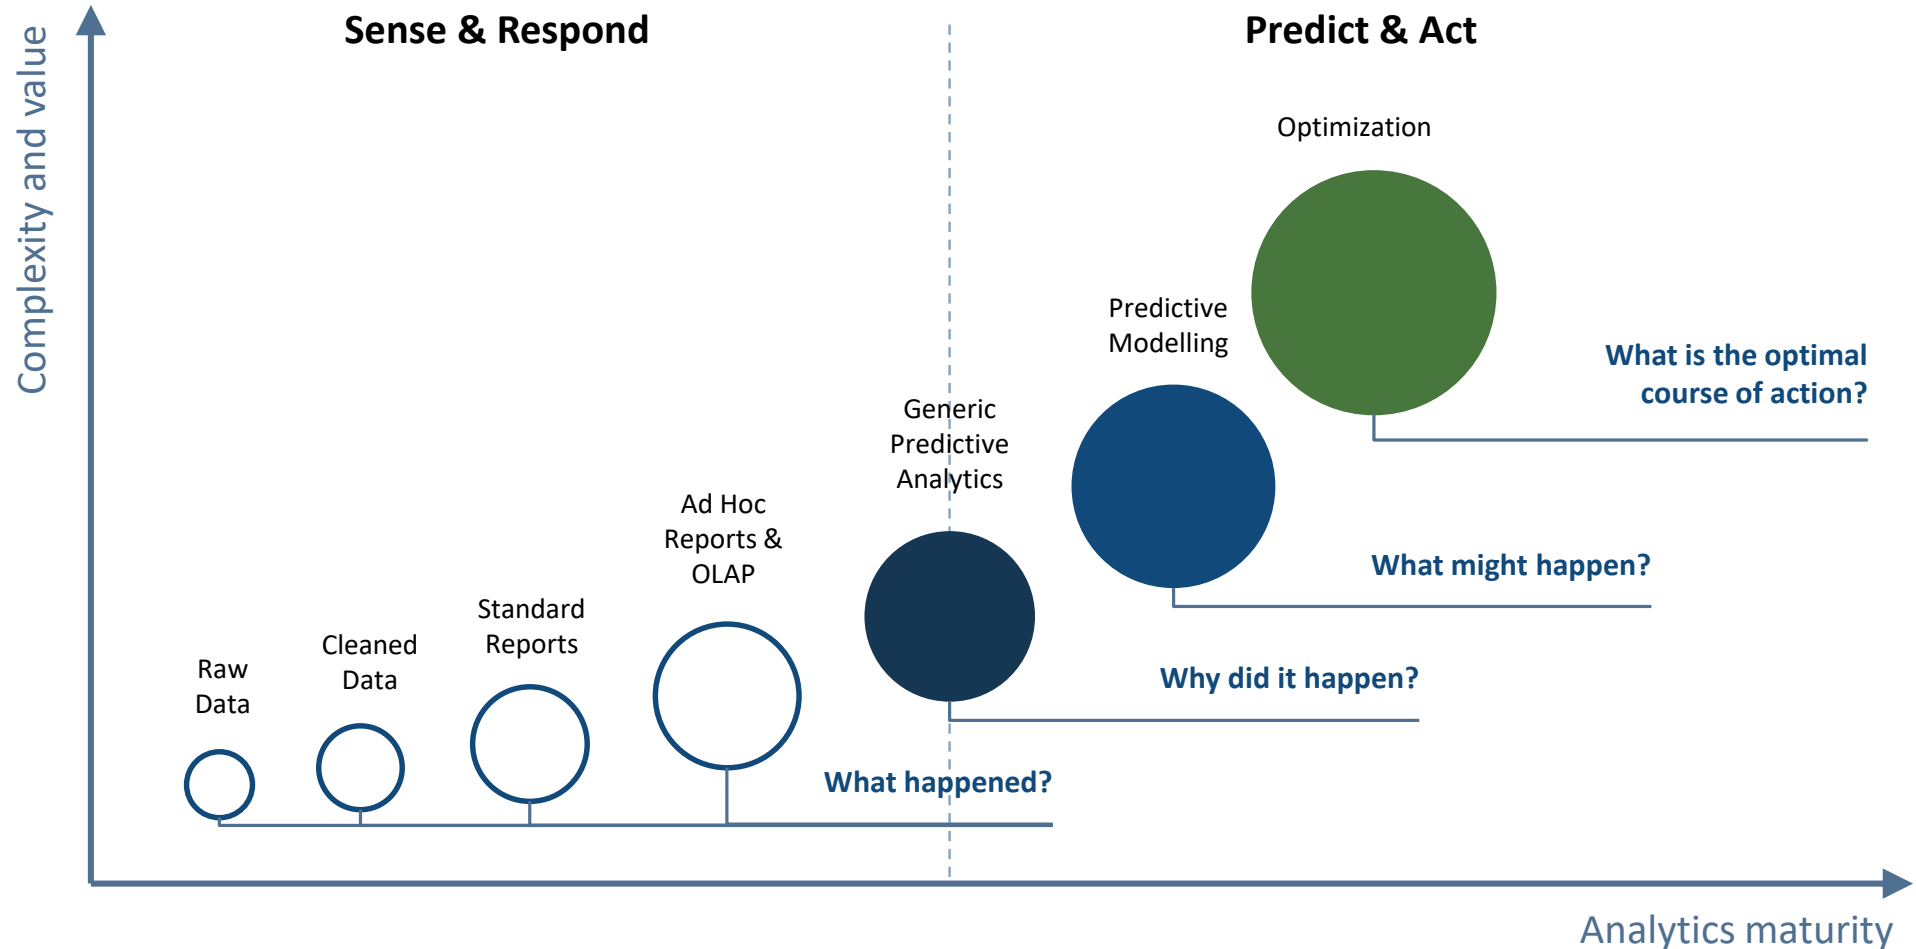 Complexity and value
Sense & Respond
Predict & Act
Optimization
Predictive
Modelling
What is the optimal
course of action?
Generic
Predictive
Analytics
Ad Hoc
Reports &
OLAP
What might happen?
Standard
Reports
Cleaned
Data
Raw
Data
Why did it happen?
What happened?
Analytics maturity